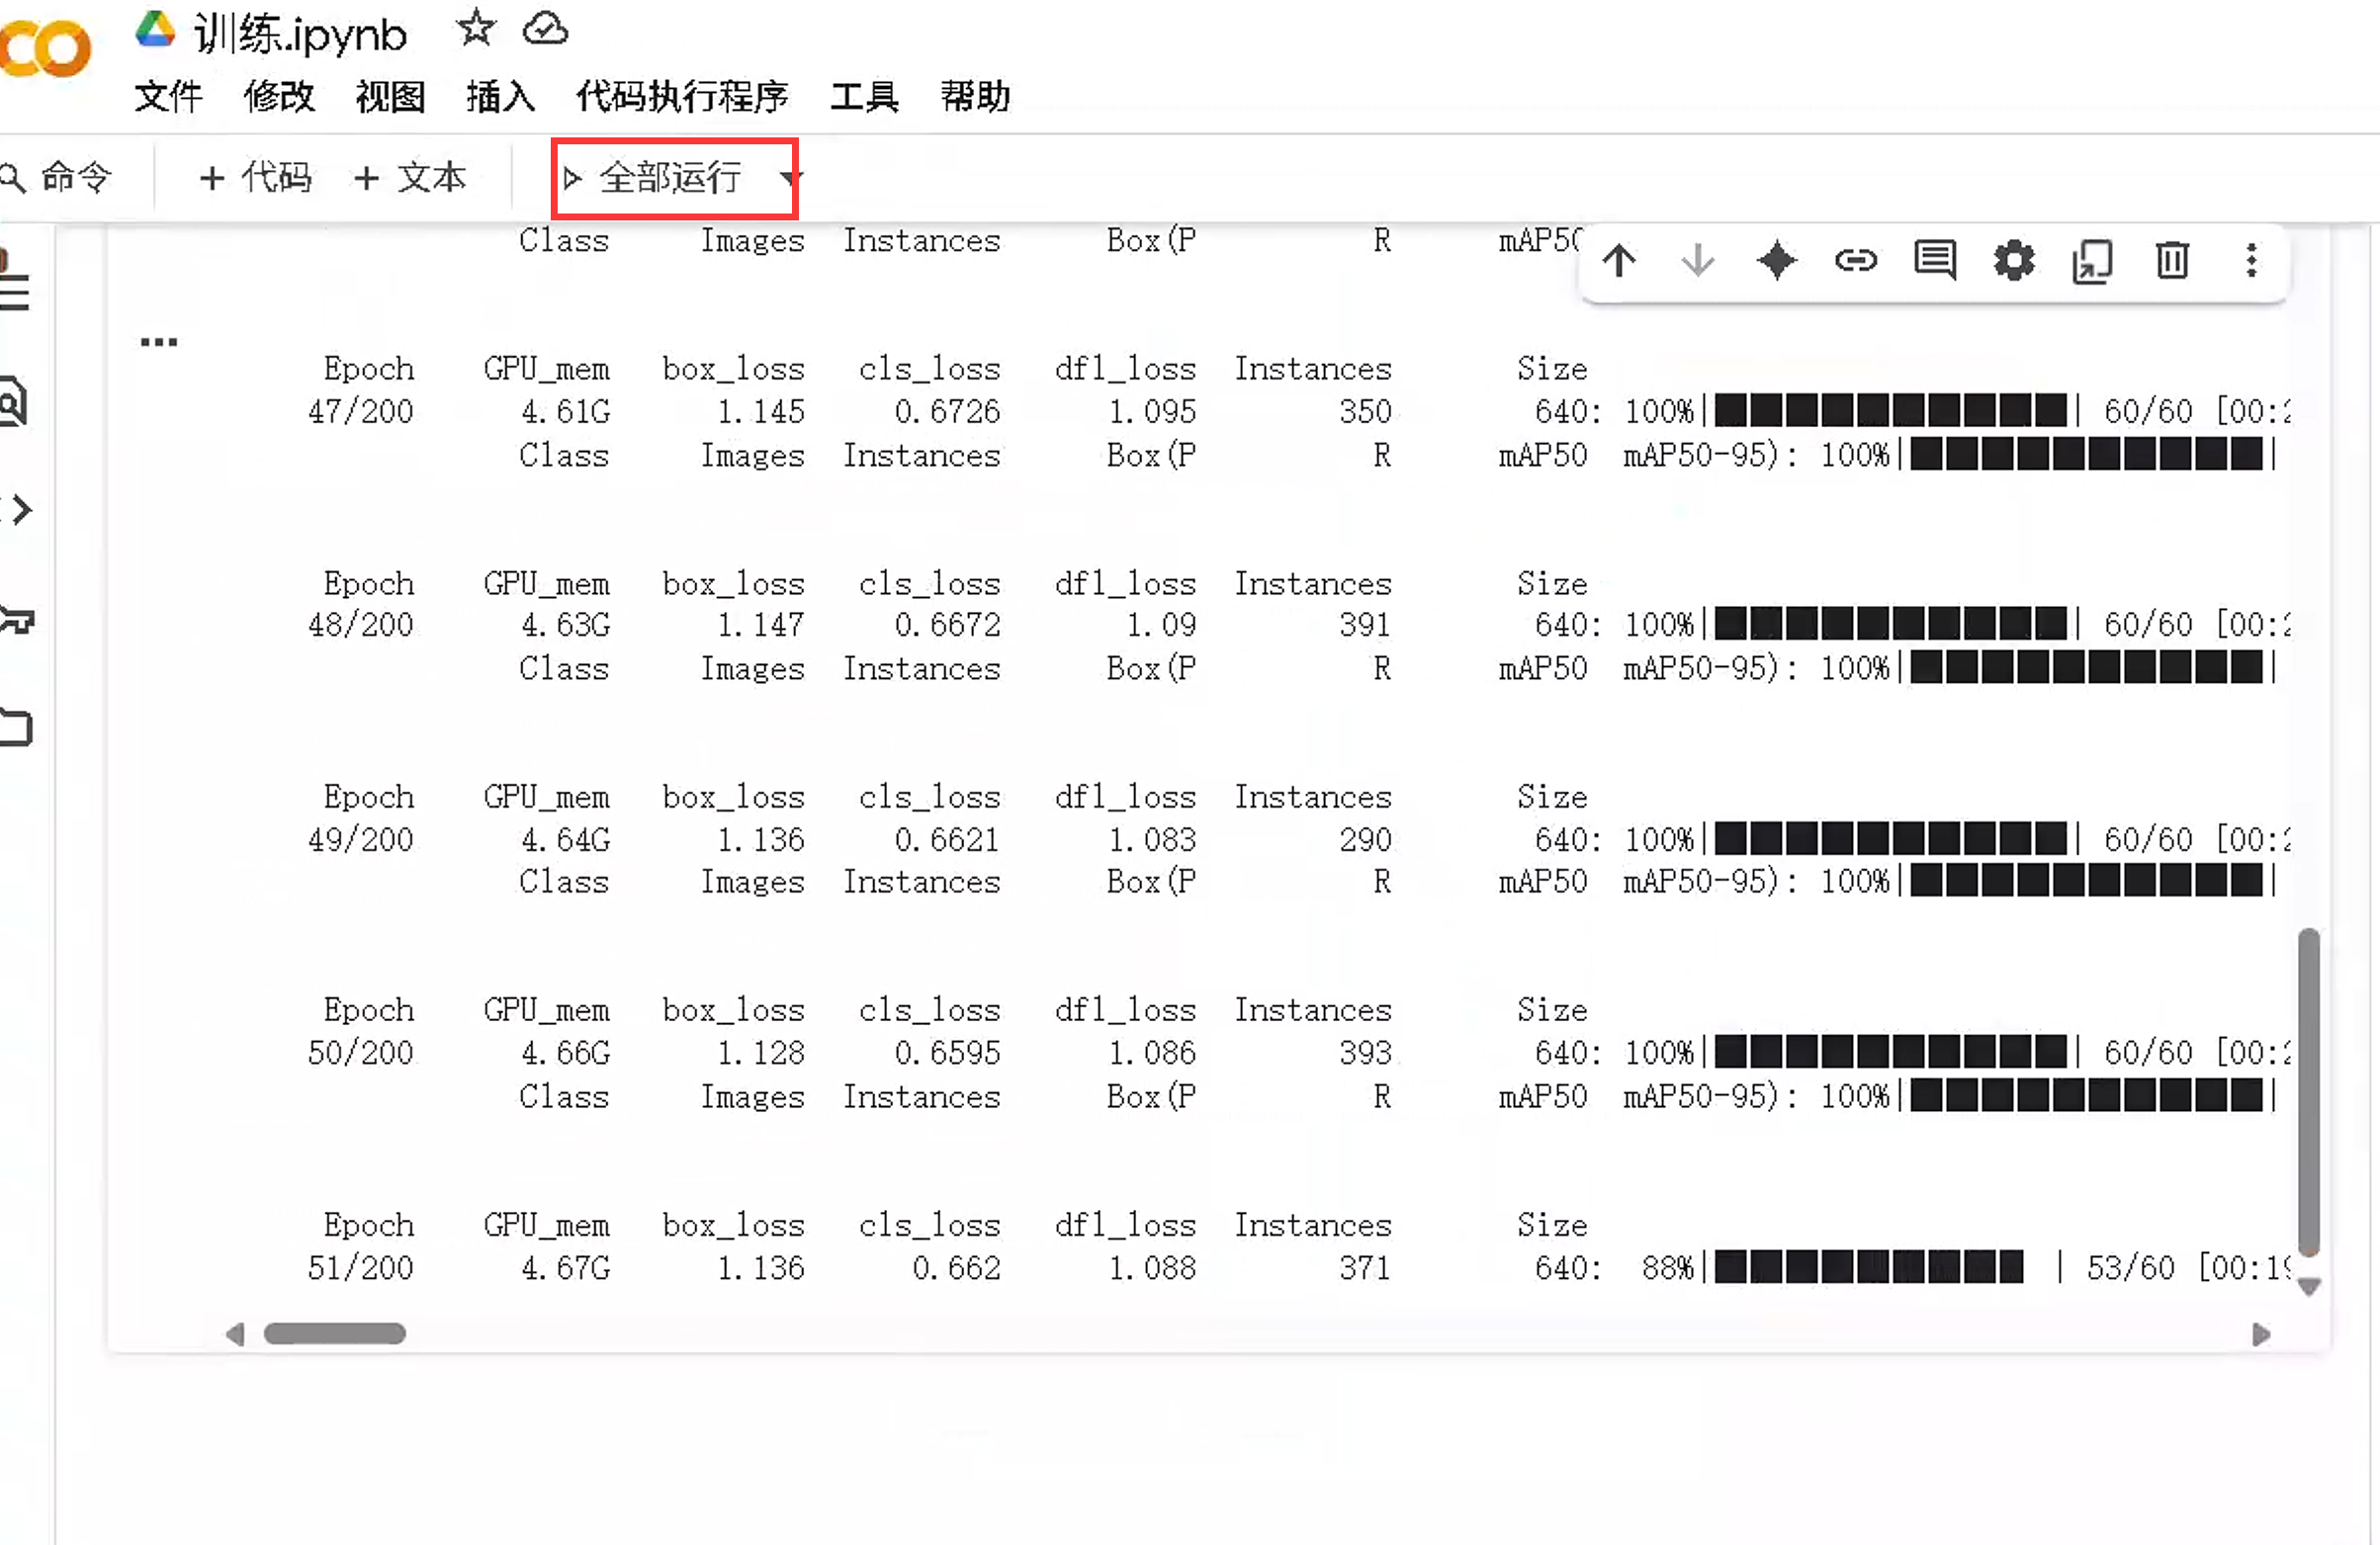 训练.ipynb
文件 修改 视图 插入 代码执行程序 工具 帮助
命令 + 代码 + 文本 全部运行
Class Images Instances Box(P R mAP50
...
Epoch GPU_mem box_loss cls_loss dfl_loss Instances Size
47/200 4.61G 1.145 0.6726 1.095 350 640: 100%|██████████| 60/60 [00:2
Class Images Instances Box(P R mAP50 mAP50-95): 100%|██████████|
Epoch GPU_mem box_loss cls_loss dfl_loss Instances Size
48/200 4.63G 1.147 0.6672 1.09 391 640: 100%|██████████| 60/60 [00:2
Class Images Instances Box(P R mAP50 mAP50-95): 100%|██████████|
Epoch GPU_mem box_loss cls_loss dfl_loss Instances Size
49/200 4.64G 1.136 0.6621 1.083 290 640: 100%|██████████| 60/60 [00:2
Class Images Instances Box(P R mAP50 mAP50-95): 100%|██████████|
Epoch GPU_mem box_loss cls_loss dfl_loss Instances Size
50/200 4.66G 1.128 0.6595 1.086 393 640: 100%|██████████| 60/60 [00:2
Class Images Instances Box(P R mAP50 mAP50-95): 100%|██████████|
Epoch GPU_mem box_loss cls_loss dfl_loss Instances Size
51/200 4.67G 1.136 0.662 1.088 371 640: 88%|█████████ | 53/60 [00:19